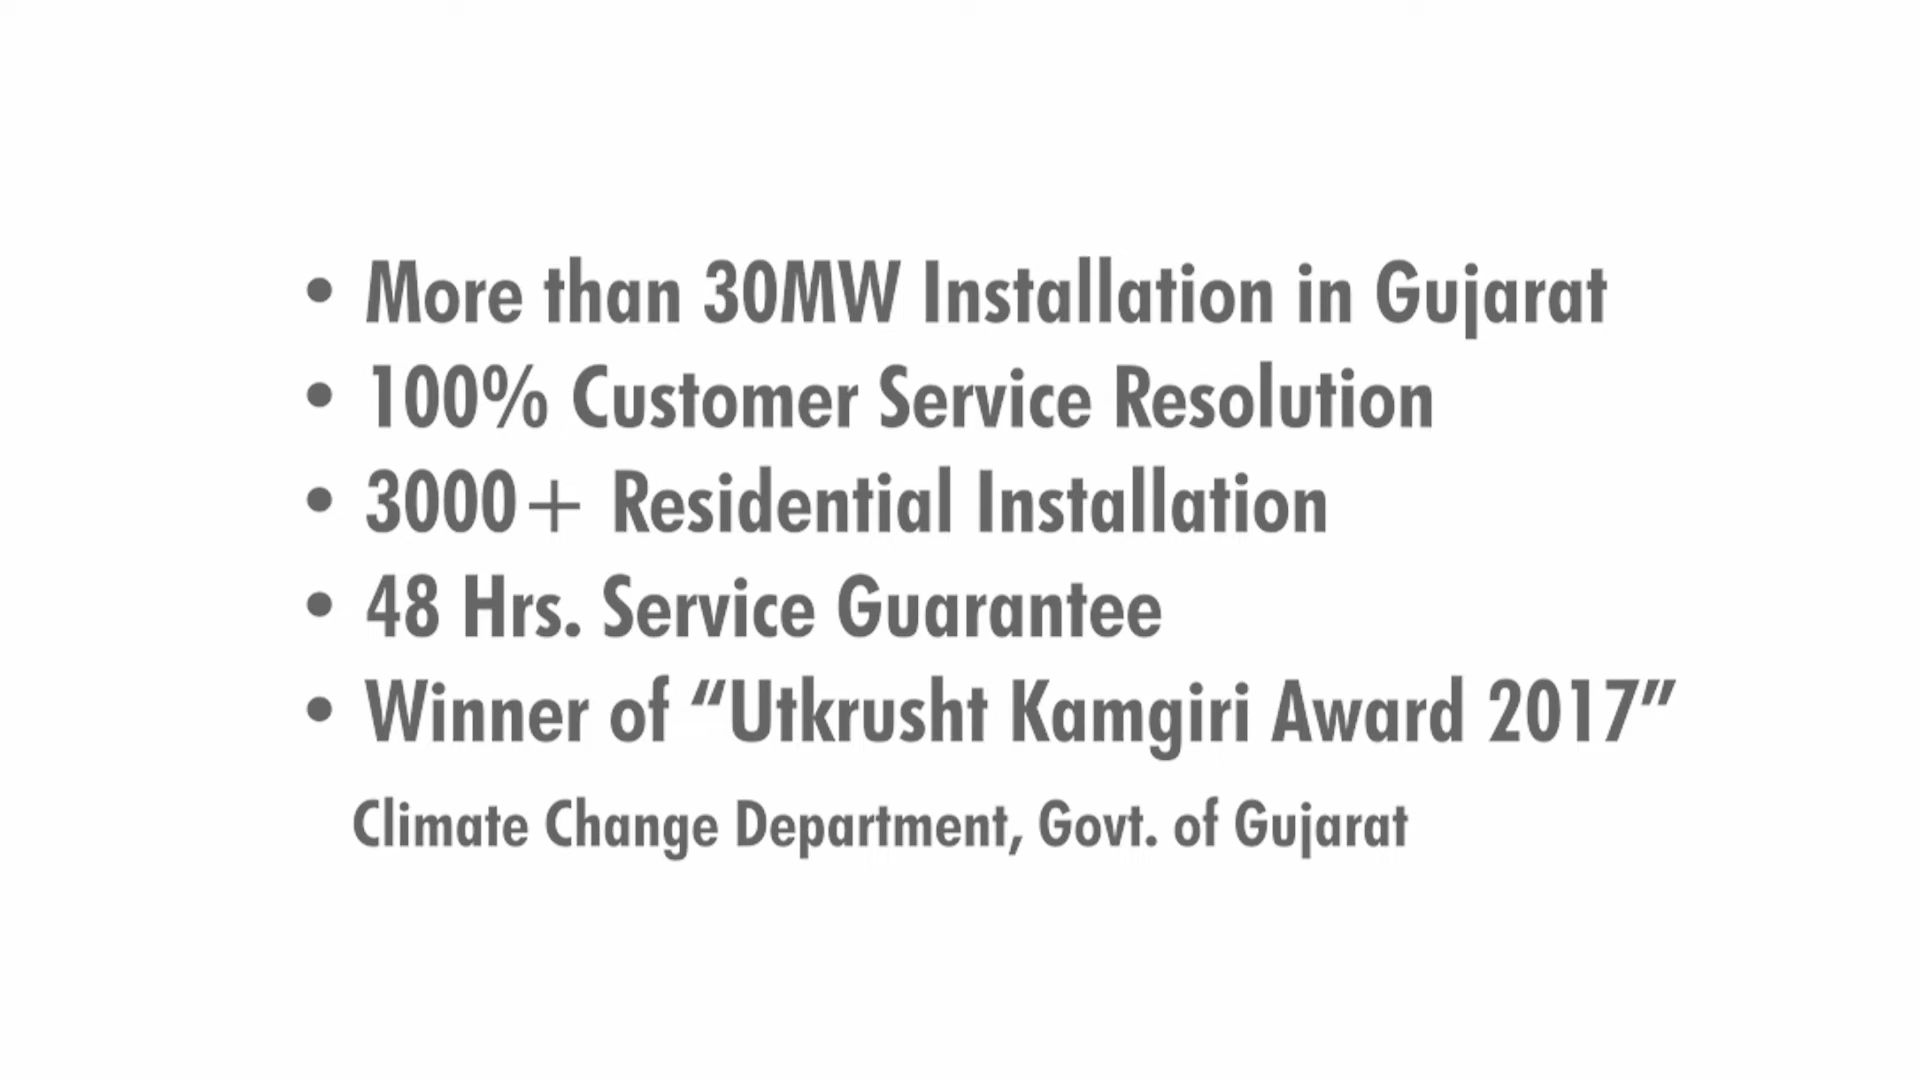 • More than 30MW Installation in Gujarat
• 100% Customer Service Resolution
• 3000+ Residential Installation
• 48 Hrs. Service Guarantee
• Winner of “Utkrusht Kamgiri Award 2017”
Climate Change Department, Govt. of Gujarat